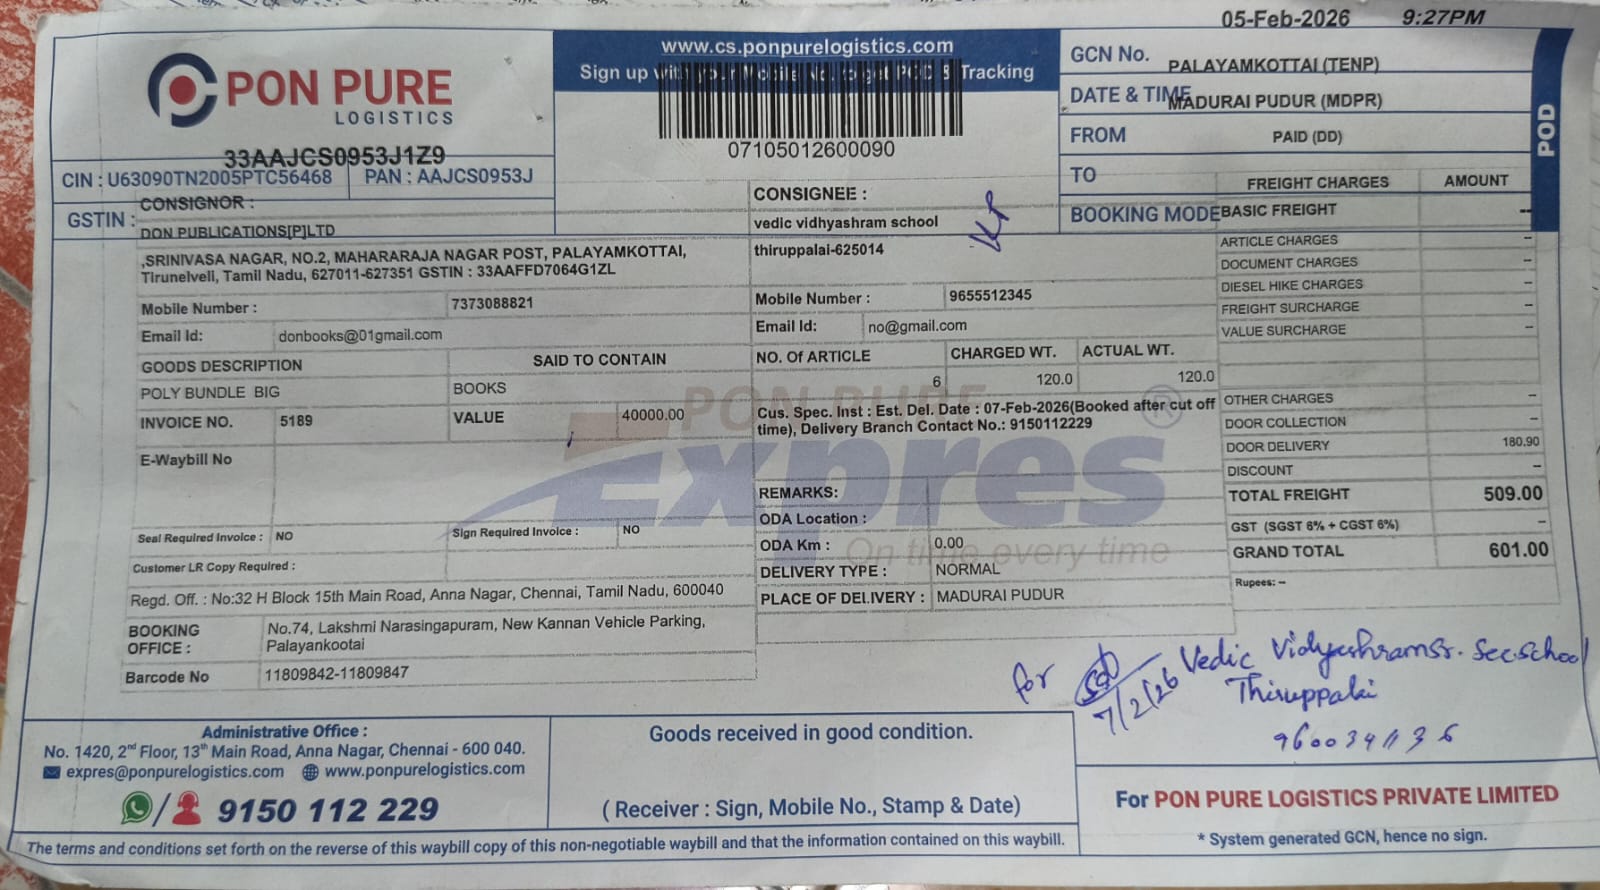 05-Feb-2026 9:27PM
PON PURE
LOGISTICS
33AAJCS0953J1Z9
CIN : U63090TN2005PTC56468 PAN : AAJCS0953J
GSTIN :
www.cs.ponpurelogistics.com
Sign up with your Mobile No. to get POD & Tracking
07105012600090
GCN No. PALAYAMKOTTAI (TENP)
DATE & TIME MADURAI PUDUR (MDPR)
FROM PAID (DD)
TO
BOOKING MODE
POD
CONSIGNOR :
DON PUBLICATIONS[P]LTD
,SRINIVASA NAGAR, NO.2, MAHARARAJA NAGAR POST, PALAYAMKOTTAI,
Tirunelveli, Tamil Nadu, 627011-627351 GSTIN : 33AAFFD7064G1ZL
Mobile Number : 7373088821
Email Id: donbooks@01gmail.com
GOODS DESCRIPTION SAID TO CONTAIN
POLY BUNDLE BIG BOOKS
INVOICE NO. 5189 VALUE 40000.00
E-Waybill No
Seal Required Invoice : NO Sign Required Invoice : NO
Customer LR Copy Required :
Regd. Off. : No:32 H Block 15th Main Road, Anna Nagar, Chennai, Tamil Nadu, 600040
BOOKING OFFICE : No.74, Lakshmi Narasingapuram, New Kannan Vehicle Parking,
Palayankootai
Barcode No 11809842-11809847
CONSIGNEE :
vedic vidhyashram school
thiruppalai-625014
Mobile Number : 9655512345
Email Id: no@gmail.com
NO. Of ARTICLE CHARGED WT. ACTUAL WT.
6 120.0 120.0
Cus. Spec. Inst : Est. Del. Date : 07-Feb-2026(Booked after cut off
time), Delivery Branch Contact No.: 9150112229
PON PURE
Expres ®
On time every time
REMARKS:
ODA Location :
ODA Km : 0.00
DELIVERY TYPE : NORMAL
PLACE OF DELIVERY : MADURAI PUDUR
FREIGHT CHARGES AMOUNT
BASIC FREIGHT --
ARTICLE CHARGES --
DOCUMENT CHARGES --
DIESEL HIKE CHARGES --
FREIGHT SURCHARGE --
VALUE SURCHARGE --
OTHER CHARGES --
DOOR COLLECTION --
DOOR DELIVERY 180.90
DISCOUNT --
TOTAL FREIGHT 509.00
GST (SGST 6% + CGST 6%) --
GRAND TOTAL 601.00
Rupees: --
for Vedic Vidyashram Sr. Sec. School
7/2/26 Thiruppalai
9600341136
Administrative Office :
No. 1420, 2nd Floor, 13th Main Road, Anna Nagar, Chennai - 600 040.
expres@ponpurelogistics.com www.ponpurelogistics.com
/ 9150 112 229
Goods received in good condition.
( Receiver : Sign, Mobile No., Stamp & Date)
For PON PURE LOGISTICS PRIVATE LIMITED
* System generated GCN, hence no sign.
The terms and conditions set forth on the reverse of this waybill copy of this non-negotiable waybill and that the information contained on this waybill.